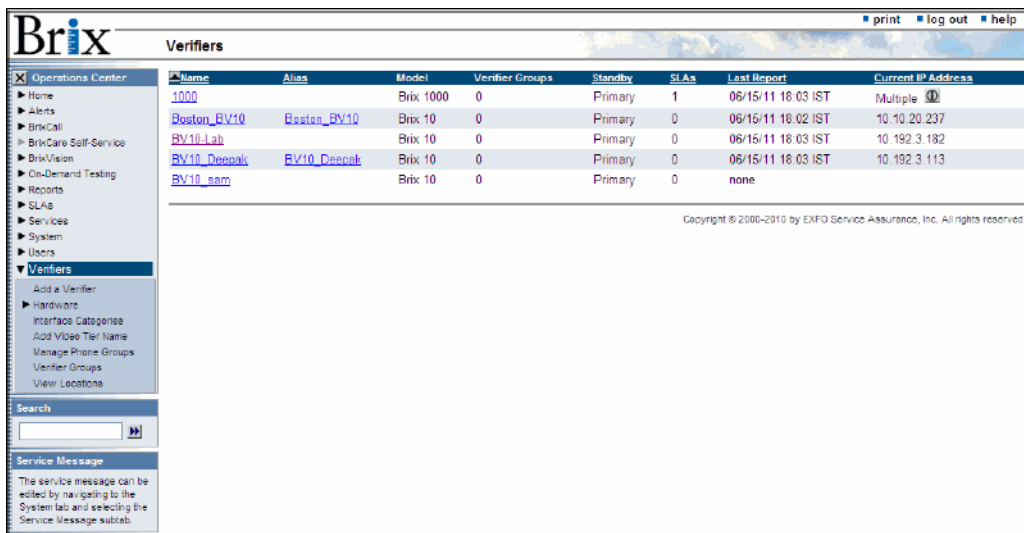 print log out help
Brix
Verifiers
Operations Center
Home
Alerts
BrixCall
BrixCare Self-Service
BrixVision
On-Demand Testing
Reports
SLAs
Services
System
Users
Verifiers
Add a Verifier
Hardware
Interface Categories
Add Video Tier Name
Manage Phone Groups
Verifier Groups
View Locations
Search
Service Message
The service message can be
edited by navigating to the
System tab and selecting the
Service Message subtab.
Name Alias Model Verifier Groups Standby SLAs Last Report Current IP Address
1000 Brix 1000 0 Primary 1 06/15/11 18:03 IST Multiple
Boston_BV10 Boston_BV10 Brix 10 0 Primary 0 06/15/11 18:02 IST 10.10.20.237
BV10-Lab Brix 10 0 Primary 0 06/15/11 18:03 IST 10.192.3.182
BV10_Deepak BV10_Deepak Brix 10 0 Primary 0 06/15/11 18:03 IST 10.192.3.113
BV10_sam Brix 10 0 Primary 0 none
Copyright © 2000-2010 by EXFO Service Assurance, Inc. All rights reserved